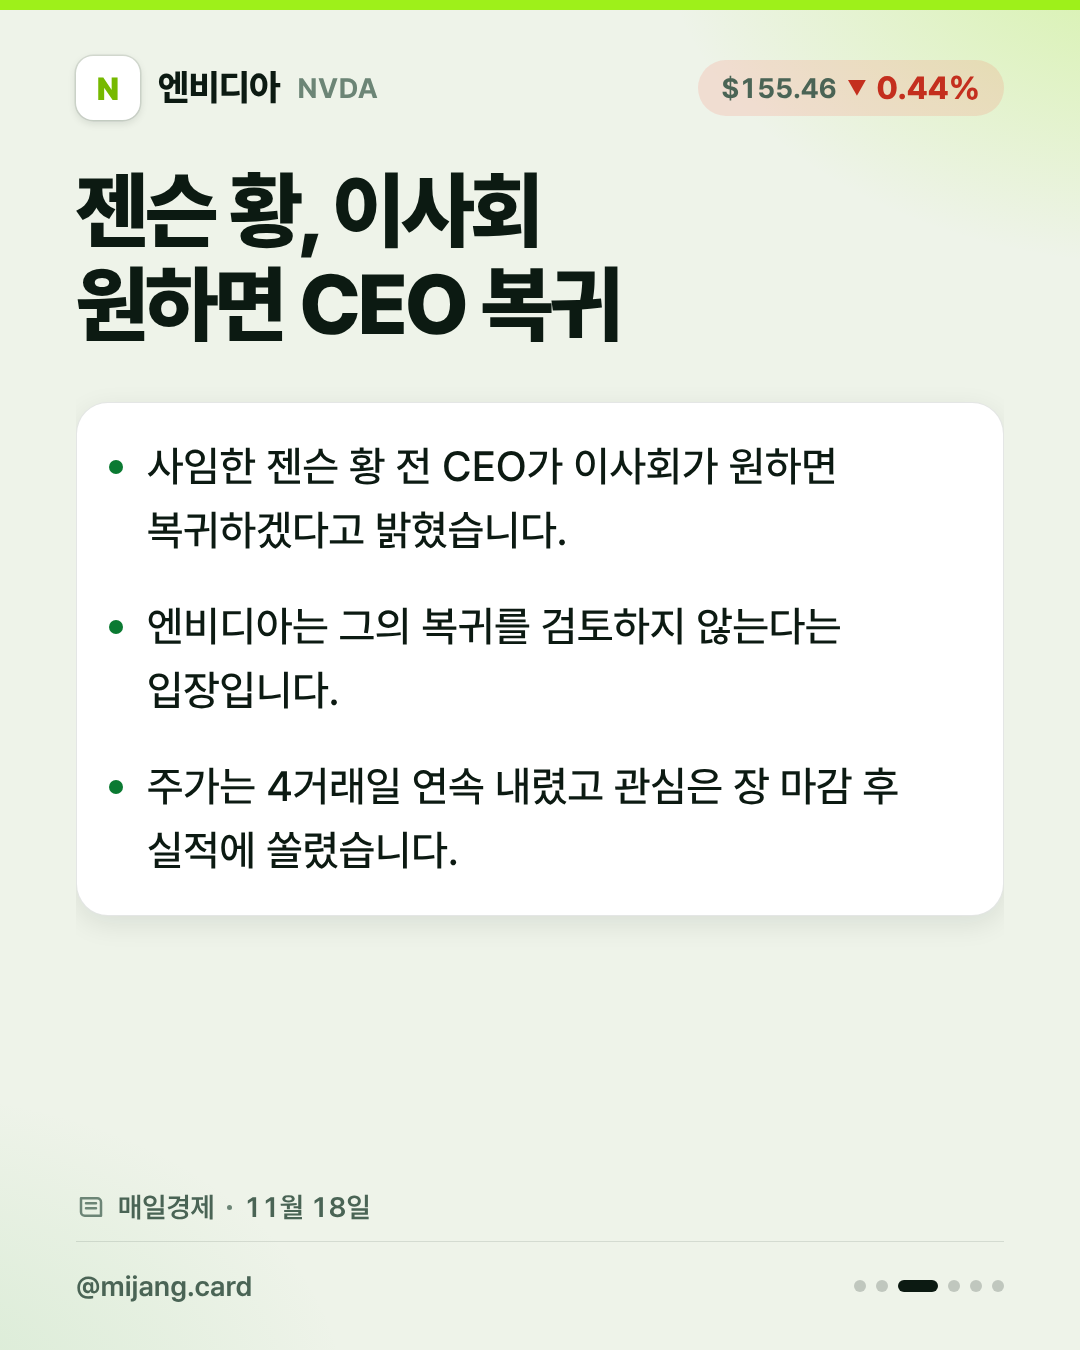 N 엔비디아 NVDA $155.46 ▼ 0.44%
젠슨 황, 이사회
원하면 CEO 복귀
• 사임한 젠슨 황 전 CEO가 이사회가 원하면
복귀하겠다고 밝혔습니다.
• 엔비디아는 그의 복귀를 검토하지 않는다는
입장입니다.
• 주가는 4거래일 연속 내렸고 관심은 장 마감 후
실적에 쏠렸습니다.
매일경제 · 11월 18일
@mijang.card